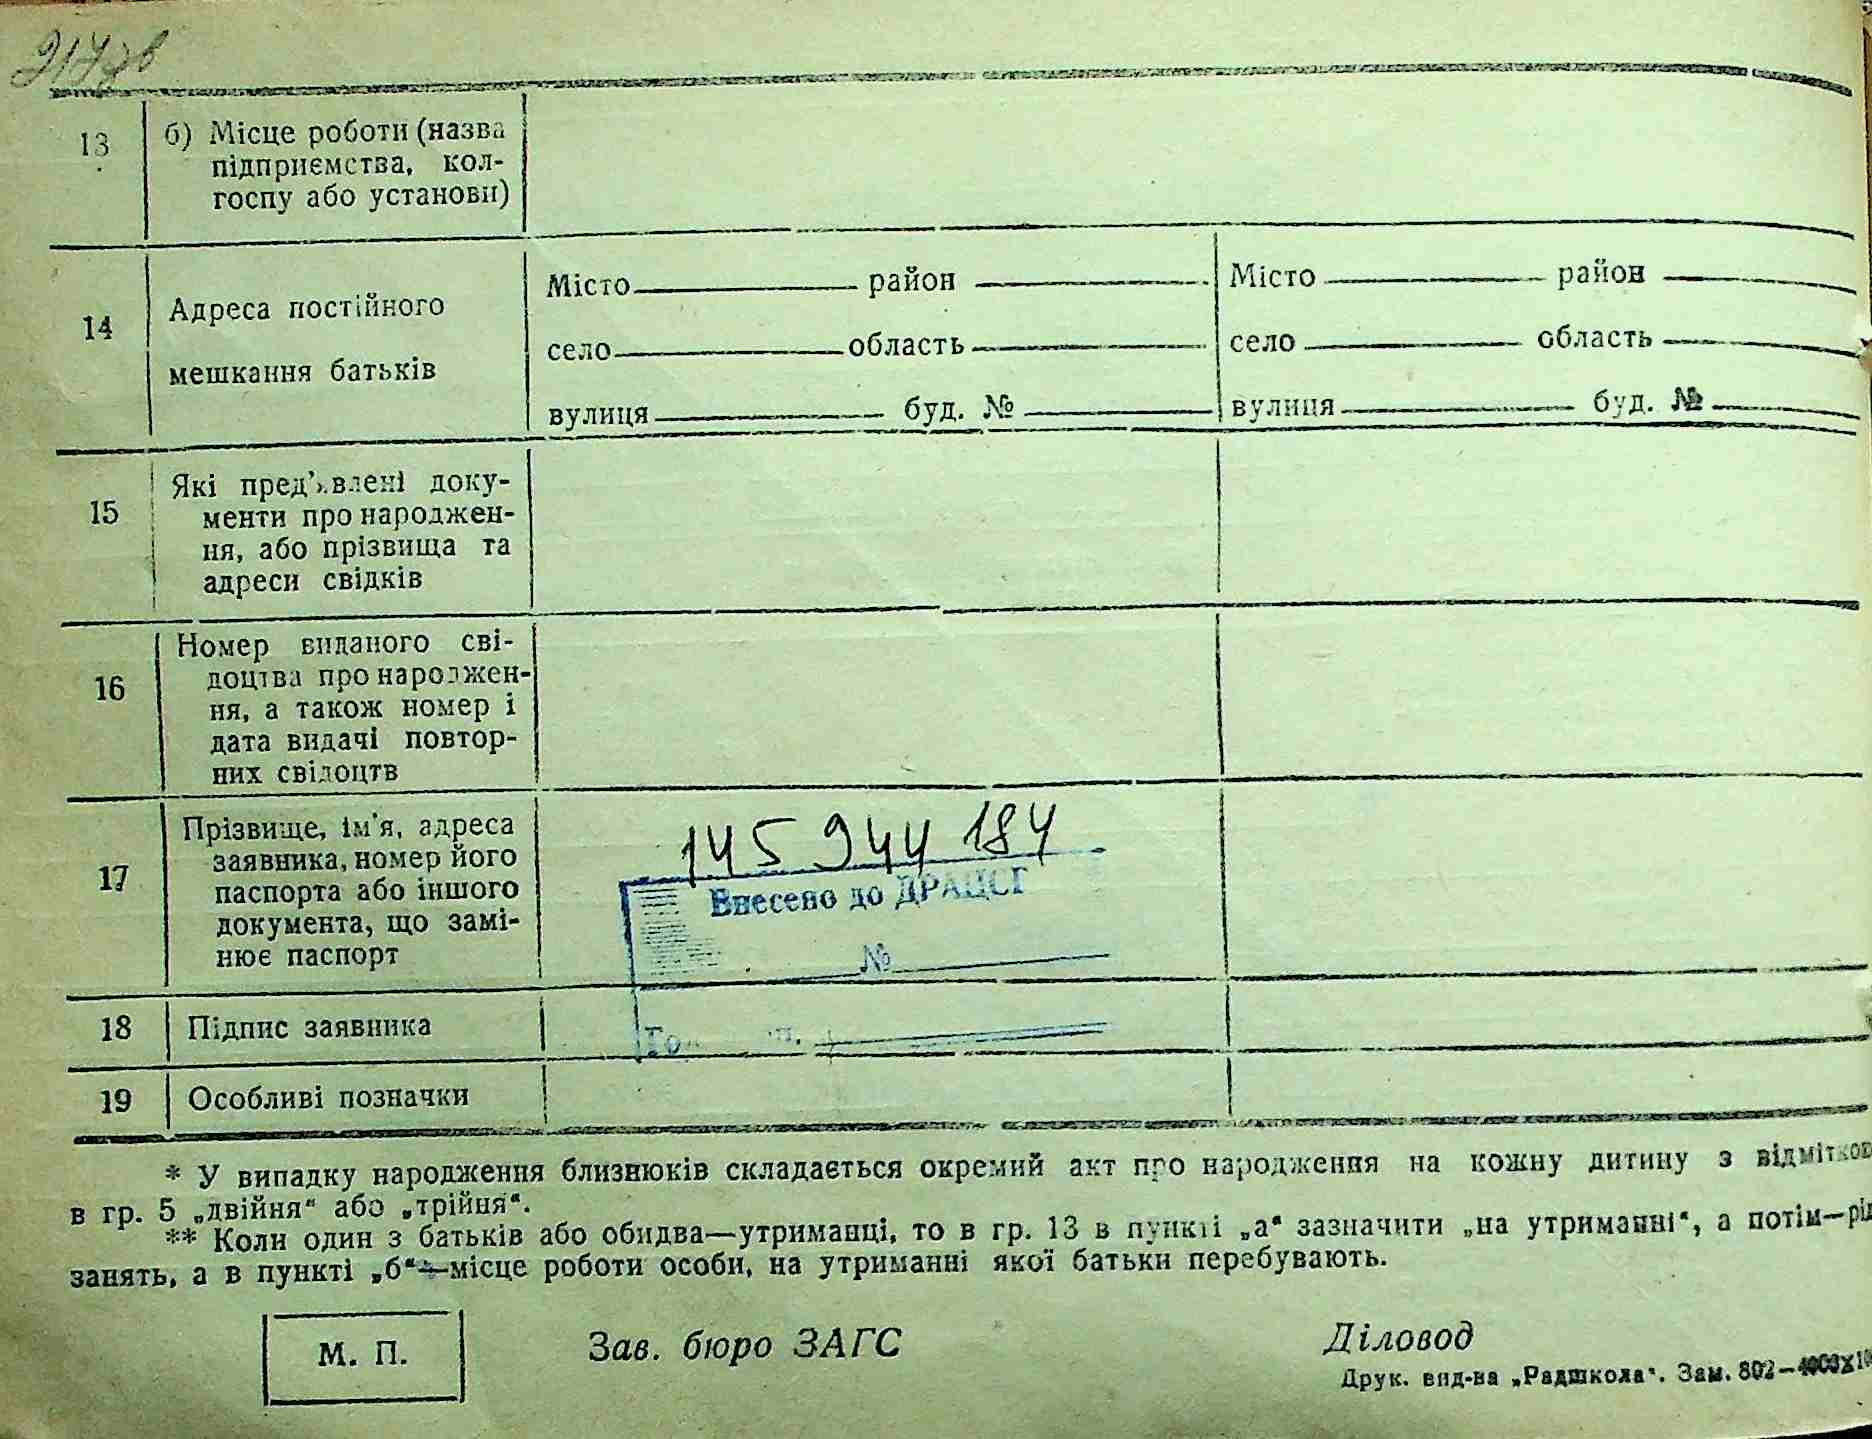 13
б) Місце роботи (назва
підприємства, кол-
госпу або установи)
14
Адреса постійного
мешкання батьків
Місто район
село область
вулиця буд. №
Місто район
село область
вулиця буд. №
15
Які пред’явлені доку-
менти про народжен-
ня, або прізвища та
адреси свідків
16
Номер виданого сві-
доцтва про народжен-
ня, а також номер і
дата видачі повтор-
них свідоцтв
17
Прізвище, ім'я, адреса
заявника, номер його
паспорта або іншого
документа, що замі-
нює паспорт
145 944 184
Внесено до ДРАЦСГ
№
18
Підпис заявника
19
Особливі позначки
* У випадку народження близнюків складається окремий акт про народження на кожну дитину з відміткою
в гр. 5 „двійня“ або „трійня“.
** Коли один з батьків або обидва—утриманці, то в гр. 13 в пункті „а“ зазначити „на утриманні“, а потім—рід
занять, а в пункті „б“—місце роботи особи, на утриманні якої батьки перебувають.
М. П.
Зав. бюро ЗАГС
Діловод
Друк. вид-ва „Радшкола“. Зам. 802—4000х100